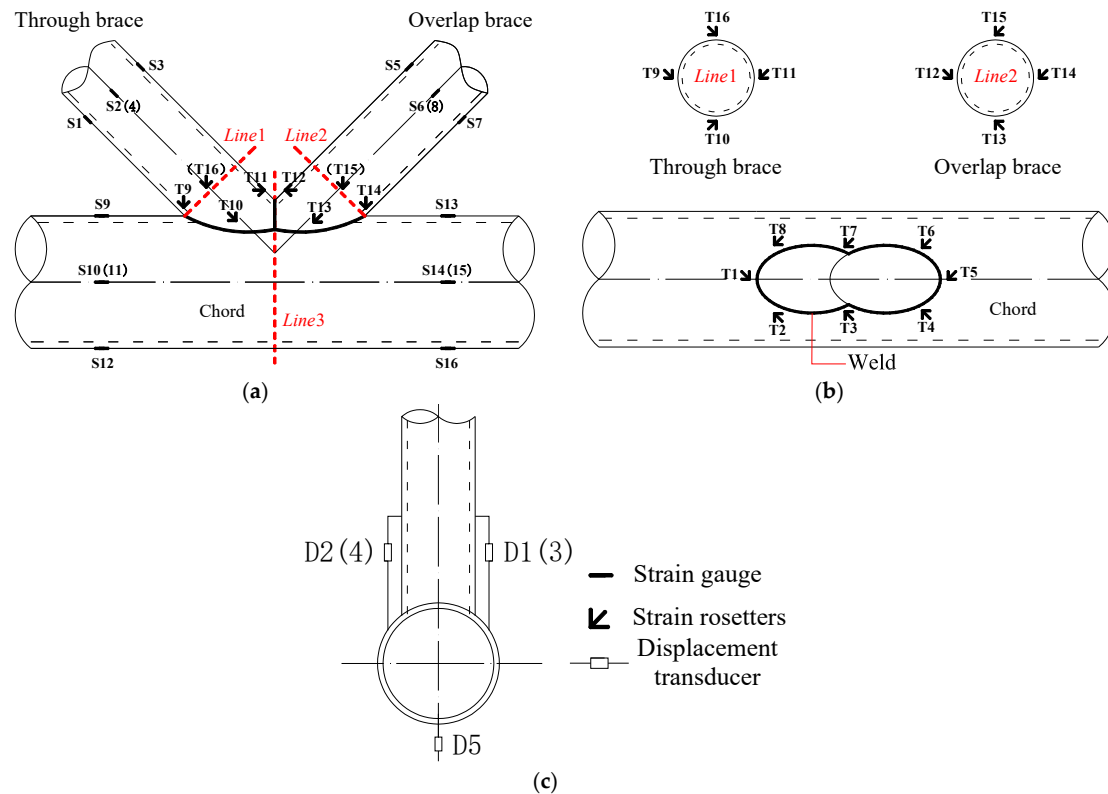 Through brace
Overlap brace
S3
S5
S2(4)
S6(8)
S1
S7
Line1
Line2
(T16)
(T15)
T9
T11
T12
T14
T10
T13
S9
S13
S10(11)
S14(15)
Chord
Line3
S12
S16
(a)
T16
T15
T9
Line1
T11
T12
Line2
T14
T10
T13
Through brace
Overlap brace
T8
T7
T6
T1
T5
T2
T3
T4
Chord
Weld
(b)
D2(4)
D1(3)
Strain gauge
Strain rosetters
Displacement
transducer
D5
(c)